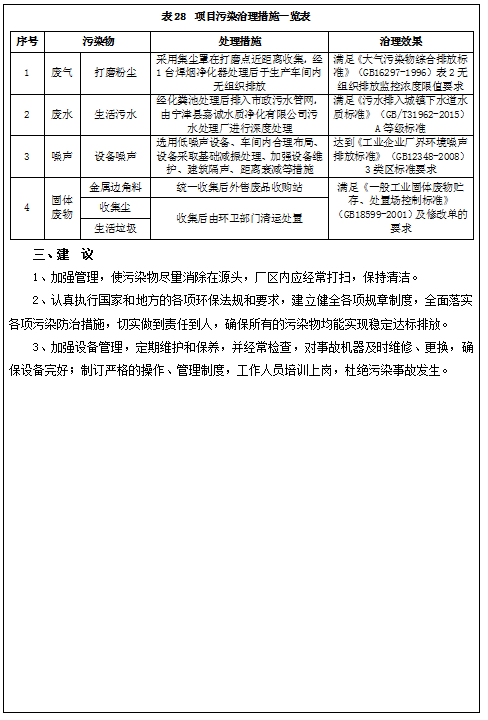 表28 项目污染治理措施一览表
序号 污染物 处理措施 治理效果
1 废气 打磨粉尘 采用集尘罩在打磨点近距离收集，经1台焊烟净化器处理后于生产车间内无组织排放 满足《大气污染物综合排放标准》（GB16297-1996）表2无组织排放监控浓度限值要求
2 废水 生活污水 经化粪池处理后排入市政污水管网，由宁津县嘉诚水质净化有限公司污水处理厂进行深度处理 满足《污水排入城镇下水道水质标准》（GB/T31962-2015）A等级标准
3 噪声 设备噪声 选用低噪声设备、车间内合理布局、设备采取基础减振处理、加强设备维护、建筑隔声、距离衰减等措施 达到《工业企业厂界环境噪声排放标准》（GB12348-2008）3类区标准要求
4 固体废物 金属边角料 统一收集后外售废品收购站 满足《一般工业固体废物贮存、处置场控制标准》（GB18599-2001）及修改单的要求
收集尘 收集后由环卫部门清运处置
生活垃圾
三、建 议
1、加强管理，使污染物尽量消除在源头，厂区内应经常打扫，保持清洁。
2、认真执行国家和地方的各项环保法规和要求，建立健全各项规章制度，全面落实
各项污染防治措施，切实做到责任到人，确保所有的污染物均能实现稳定达标排放。
3、加强设备管理，定期维护和保养，并经常检查，对事故机器及时维修、更换，确
保设备完好；制订严格的操作、管理制度，工作人员培训上岗，杜绝污染事故发生。